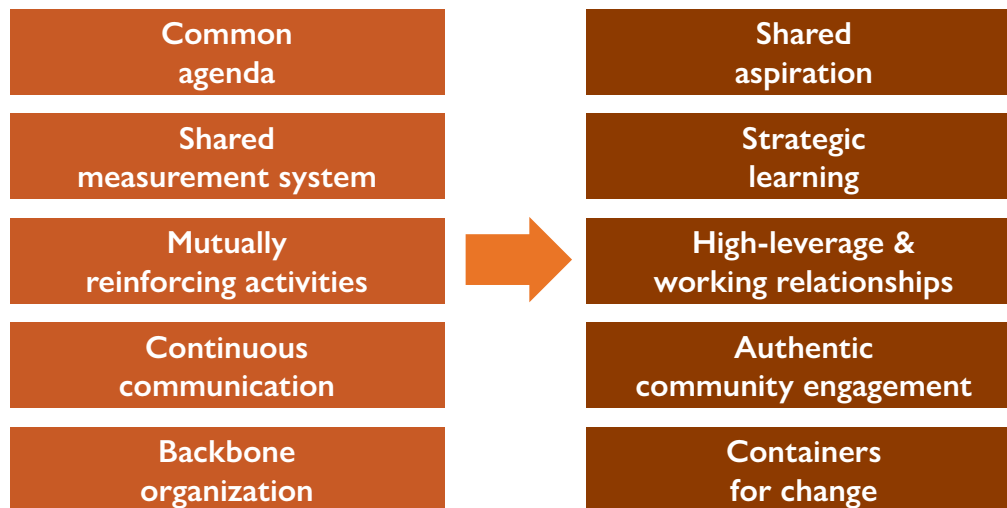 Common
agenda
Shared
measurement system
Mutually
reinforcing activities
Continuous
communication
Backbone
organization
Shared
aspiration
Strategic
learning
High-leverage &
working relationships
Authentic
community engagement
Containers
for change